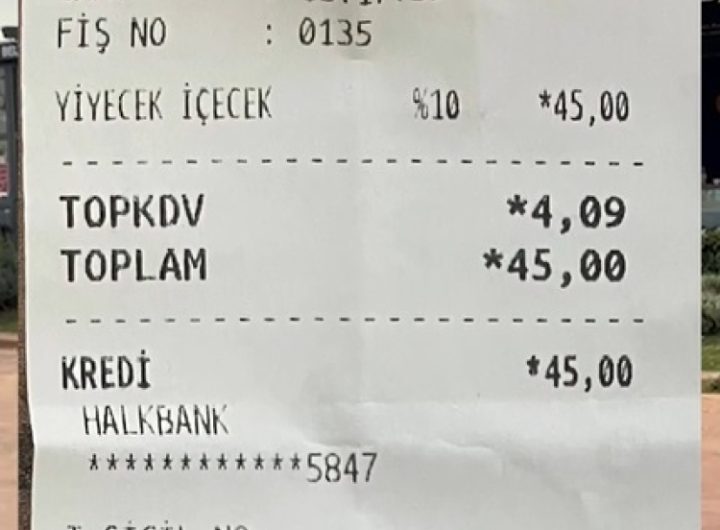 FİŞ NO : 0135
YİYECEK İÇECEK %10 *45,00
TOPKDV *4,09
TOPLAM *45,00
KREDİ *45,00
HALKBANK
************5847